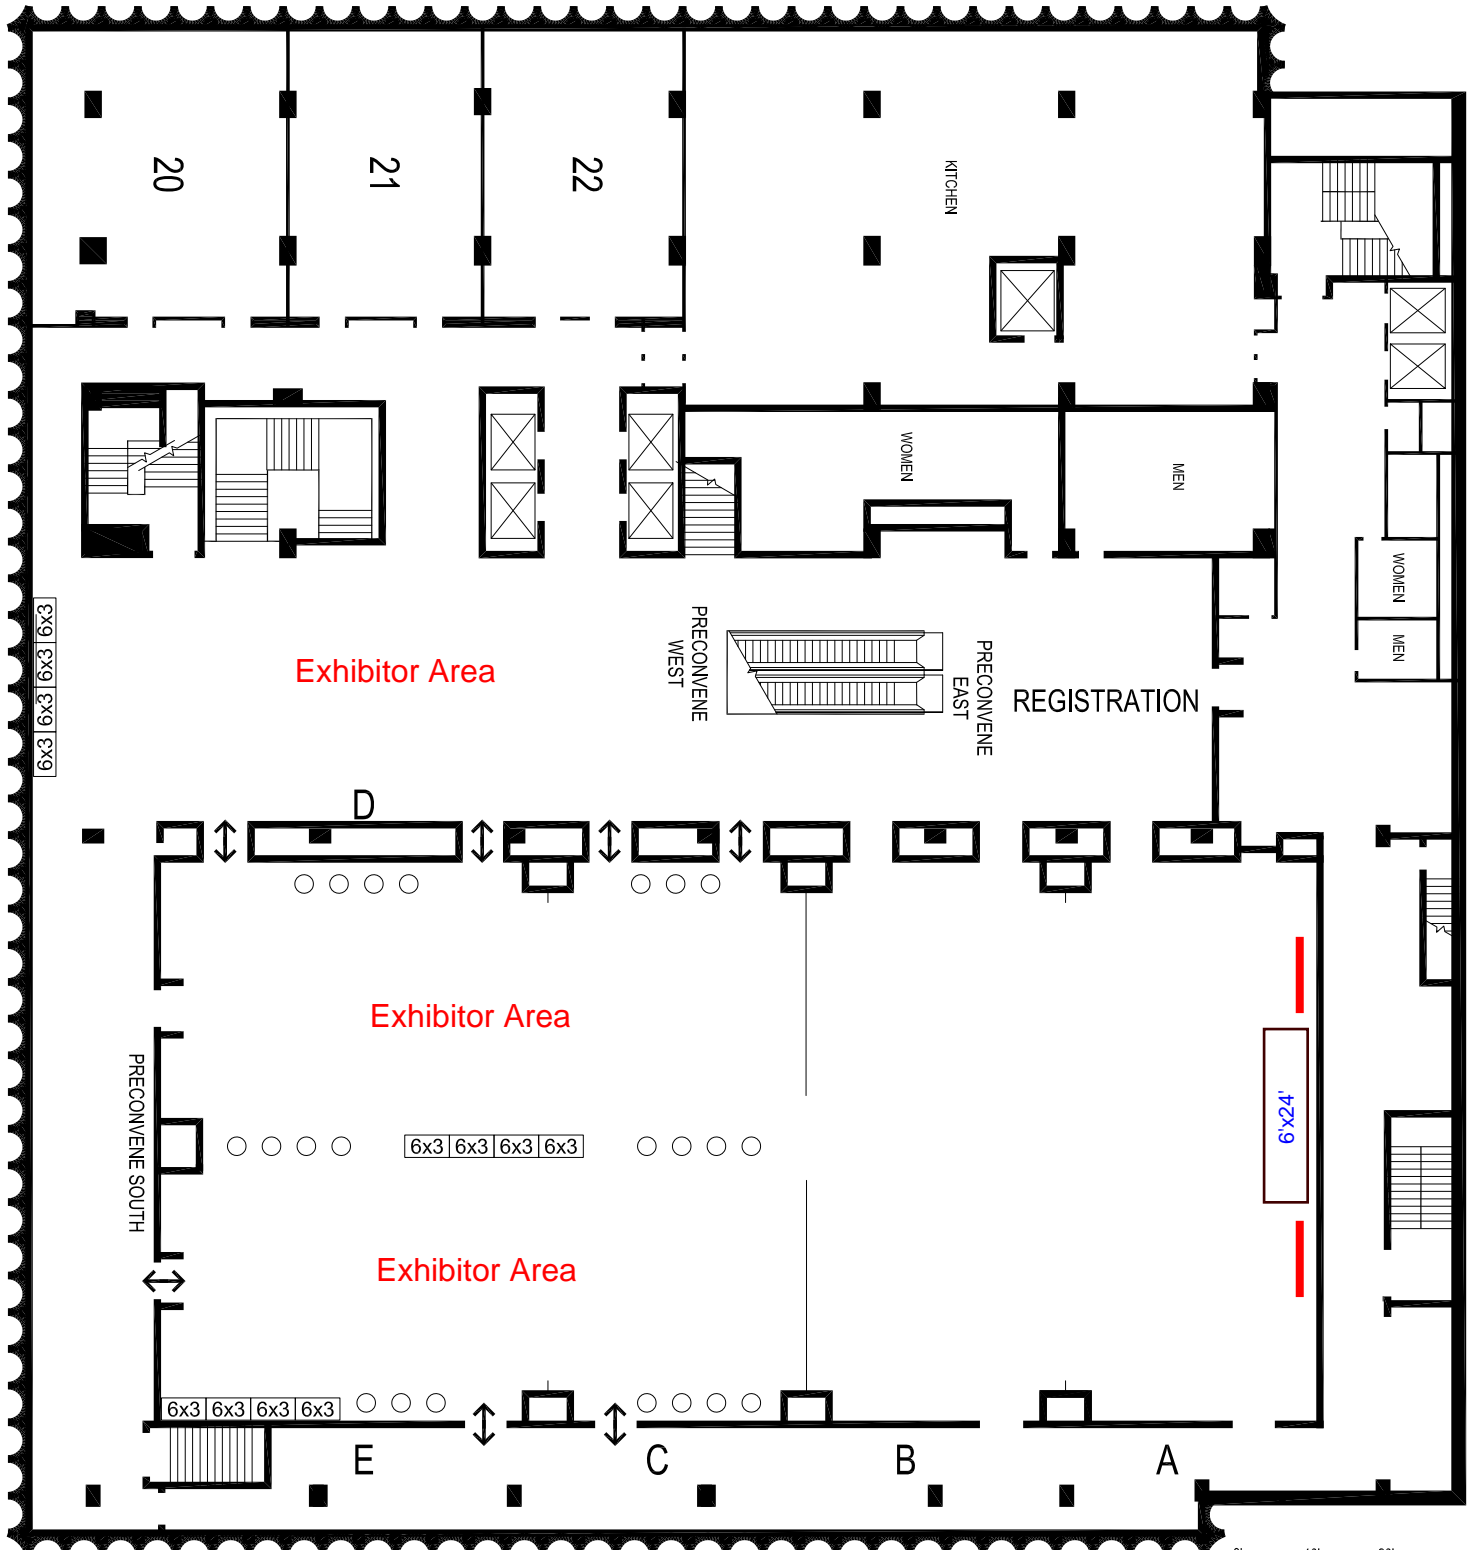 20
21
22
KITCHEN
WOMEN
MEN
WOMEN
MEN
6x3 6x3 6x3 6x3
Exhibitor Area
PRECONVENE
WEST
PRECONVENE
EAST
REGISTRATION
D
Exhibitor Area
PRECONVENE SOUTH
6x3 6x3 6x3 6x3
6'x24'
Exhibitor Area
6x3 6x3 6x3 6x3
E
C
B
A